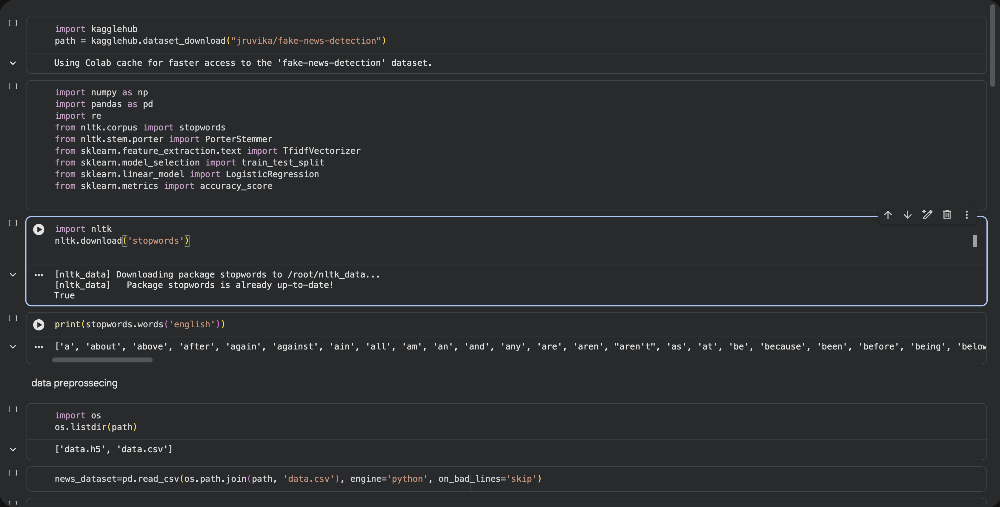 [ ]
import kagglehub
path = kagglehub.dataset_download("jruvika/fake-news-detection")
Using Colab cache for faster access to the 'fake-news-detection' dataset.
[ ]
import numpy as np
import pandas as pd
import re
from nltk.corpus import stopwords
from nltk.stem.porter import PorterStemmer
from sklearn.feature_extraction.text import TfidfVectorizer
from sklearn.model_selection import train_test_split
from sklearn.linear_model import LogisticRegression
from sklearn.metrics import accuracy_score
[ ]
import nltk
nltk.download('stopwords')
[nltk_data] Downloading package stopwords to /root/nltk_data...
[nltk_data]   Package stopwords is already up-to-date!
True
[ ]
print(stopwords.words('english'))
['a', 'about', 'above', 'after', 'again', 'against', 'ain', 'all', 'am', 'an', 'and', 'any', 'are', 'aren', "aren't", 'as', 'at', 'be', 'because', 'been', 'before', 'being', 'below
data preprossecing
[ ]
import os
os.listdir(path)
['data.h5', 'data.csv']
[ ]
news_dataset=pd.read_csv(os.path.join(path, 'data.csv'), engine='python', on_bad_lines='skip')
[ ]